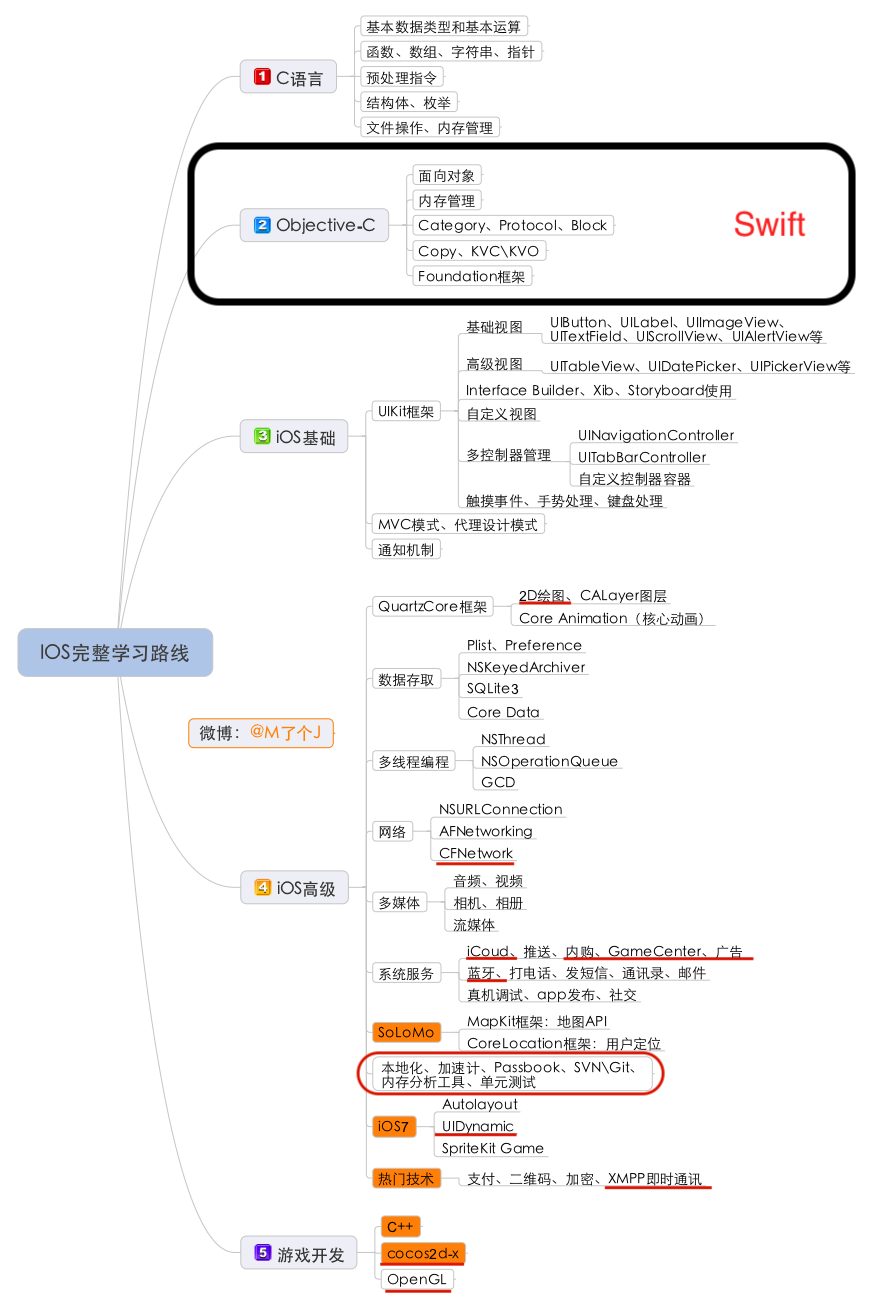 1 C语言
基本数据类型和基本运算
函数、数组、字符串、指针
预处理指令
结构体、枚举
文件操作、内存管理
2 Objective-C
面向对象
内存管理
Category、Protocol、Block
Copy、KVC\KVO
Foundation框架
Swift
3 iOS基础
UIKit框架
基础视图
UIButton、UILabel、UIImageView、
UITextField、UIScrollView、UIAlertView等
高级视图
UITableView、UIDatePicker、UIPickerView等
Interface Builder、Xib、Storyboard使用
自定义视图
多控制器管理
UINavigationController
UITabBarController
自定义控制器容器
触摸事件、手势处理、键盘处理
MVC模式、代理设计模式
通知机制
IOS完整学习路线
微博：@M了个J
4 iOS高级
QuartzCore框架
2D绘图、CALayer图层
Core Animation（核心动画）
数据存取
Plist、Preference
NSKeyedArchiver
SQLite3
Core Data
多线程编程
NSThread
NSOperationQueue
GCD
网络
NSURLConnection
AFNetworking
CFNetwork
多媒体
音频、视频
相机、相册
流媒体
系统服务
iCoud、推送、内购、GameCenter、广告
蓝牙、打电话、发短信、通讯录、邮件
真机调试、app发布、社交
SoLoMo
MapKit框架：地图API
CoreLocation框架：用户定位
本地化、加速计、Passbook、SVN\Git、
内存分析工具、单元测试
iOS7
Autolayout
UIDynamic
SpriteKit Game
热门技术
支付、二维码、加密、XMPP即时通讯
5 游戏开发
C++
cocos2d-x
OpenGL